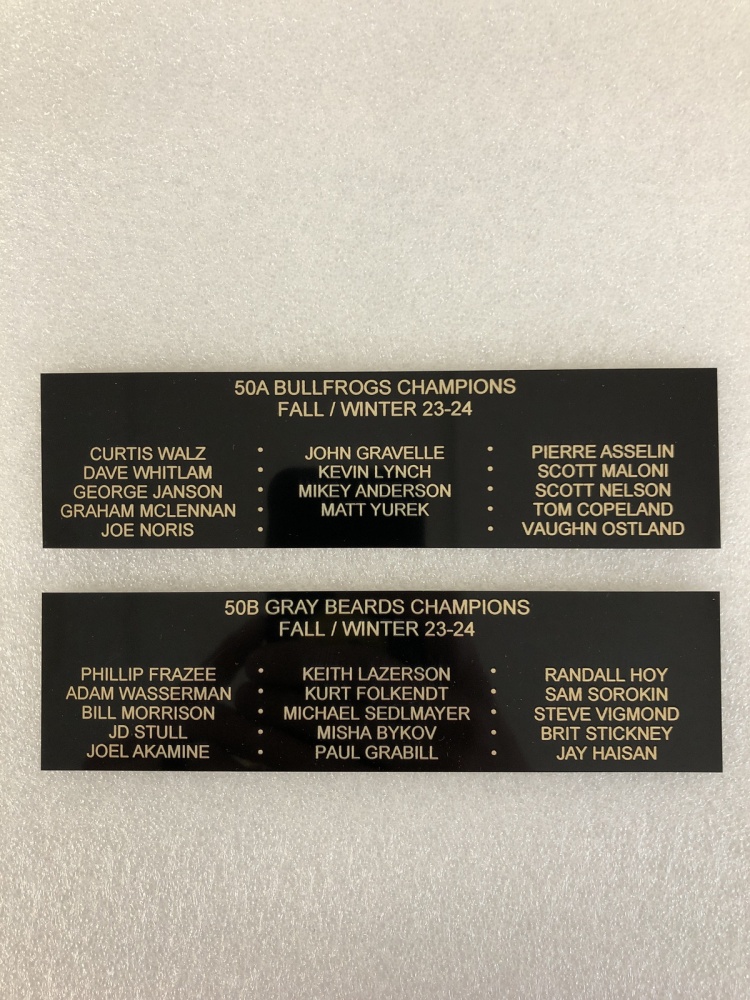 50A BULLFROGS CHAMPIONS
FALL / WINTER 23-24
CURTIS WALZ • JOHN GRAVELLE • PIERRE ASSELIN
DAVE WHITLAM • KEVIN LYNCH • SCOTT MALONI
GEORGE JANSON • MIKEY ANDERSON • SCOTT NELSON
GRAHAM MCLENNAN • MATT YUREK • TOM COPELAND
JOE NORIS • • VAUGHN OSTLAND
50B GRAY BEARDS CHAMPIONS
FALL / WINTER 23-24
PHILLIP FRAZEE • KEITH LAZERSON • RANDALL HOY
ADAM WASSERMAN • KURT FOLKENDT • SAM SOROKIN
BILL MORRISON • MICHAEL SEDLMAYER • STEVE VIGMOND
JD STULL • MISHA BYKOV • BRIT STICKNEY
JOEL AKAMINE • PAUL GRABILL • JAY HAISAN